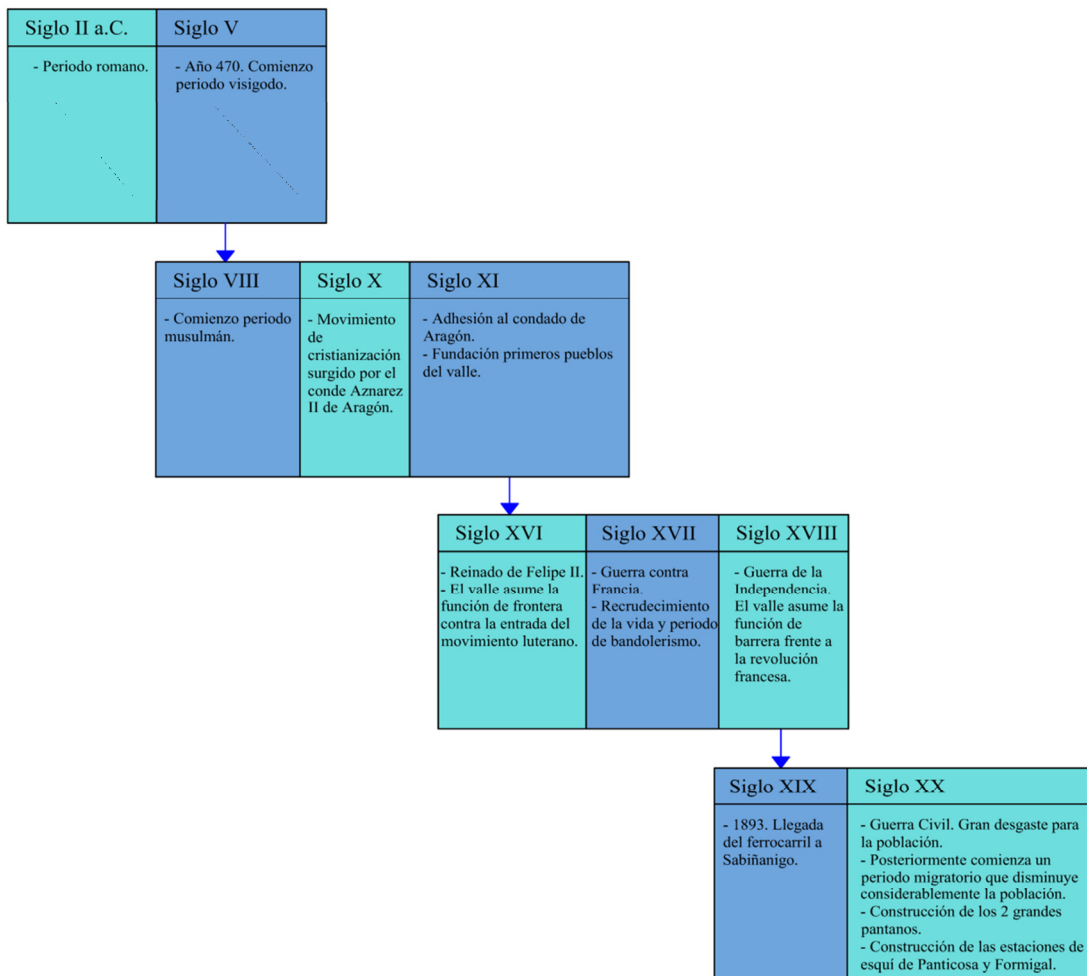 Siglo II a.C.
- Periodo romano.
Siglo V
- Año 470. Comienzo
periodo visigodo.
Siglo VIII
- Comienzo periodo
musulmán.
Siglo X
- Movimiento
de
cristianización
surgido por el
conde Aznarez
II de Aragón.
Siglo XI
- Adhesión al condado de
Aragón.
- Fundación primeros pueblos
del valle.
Siglo XVI
- Reinado de Felipe II.
- El valle asume la
función de frontera
contra la entrada del
movimiento luterano.
Siglo XVII
- Guerra contra
Francia.
- Recrudecimiento
de la vida y periodo
de bandolerismo.
Siglo XVIII
- Guerra de la
Independencia.
El valle asume la
función de
barrera frente a
la revolución
francesa.
Siglo XIX
- 1893. Llegada
del ferrocarril a
Sabiñanigo.
Siglo XX
- Guerra Civil. Gran desgaste para
la población.
- Posteriormente comienza un
periodo migratorio que disminuye
considerablemente la población.
- Construcción de los 2 grandes
pantanos.
- Construcción de las estaciones de
esquí de Panticosa y Formigal.